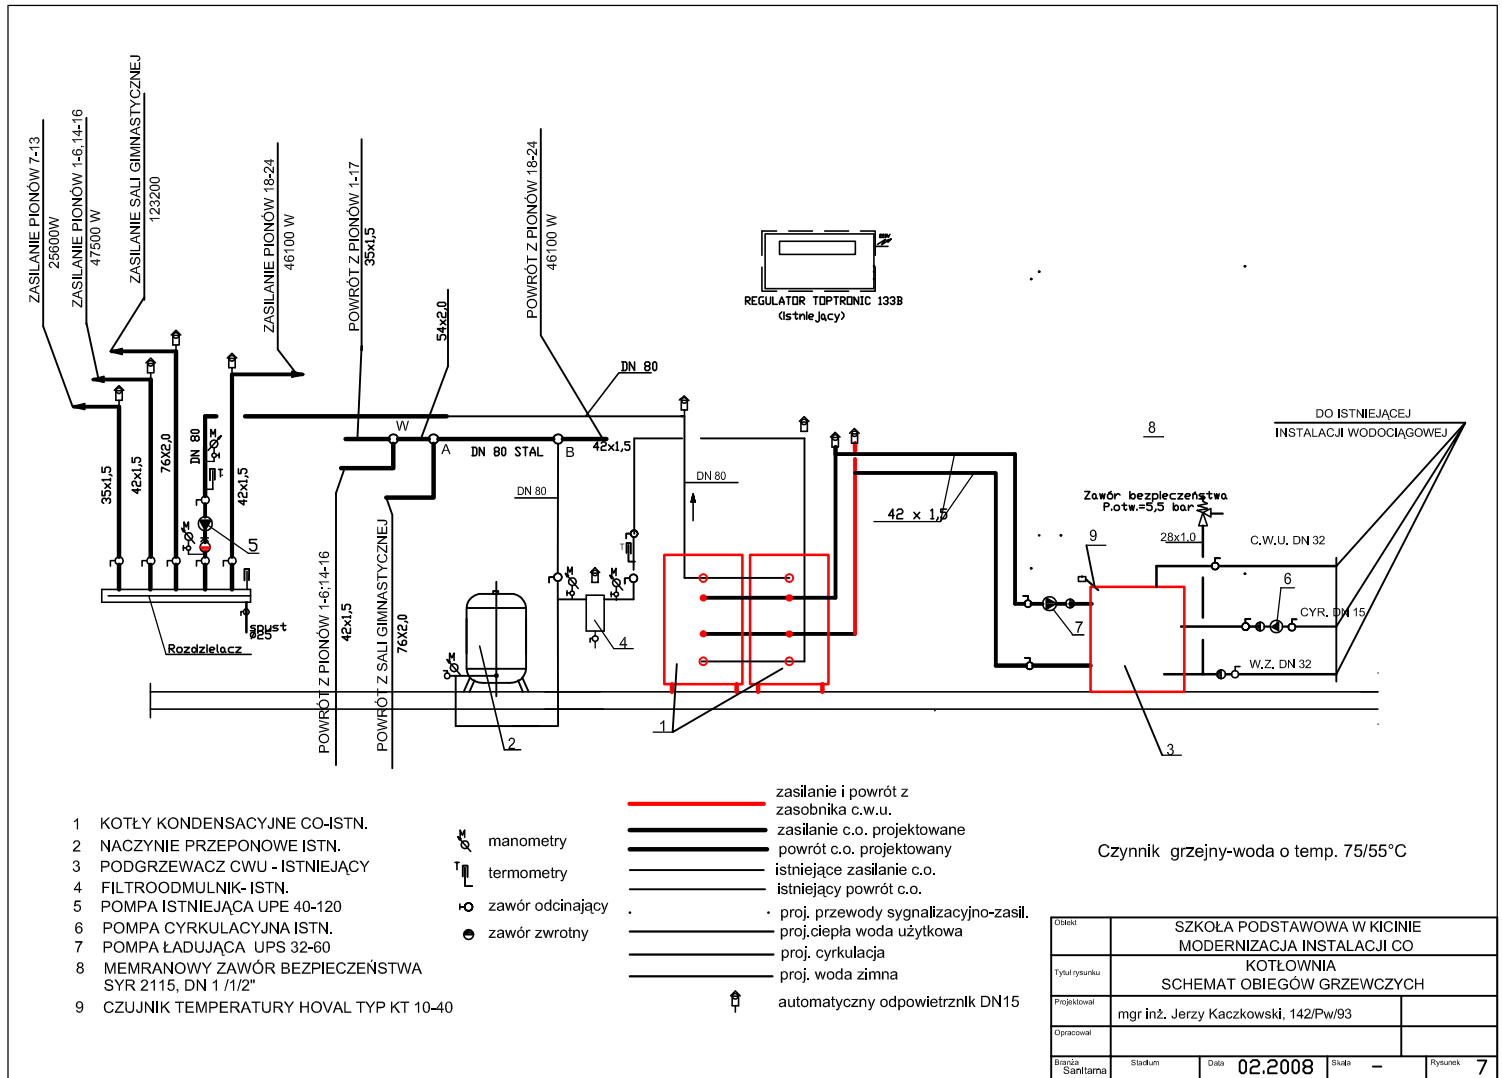 ZASILANIE PIONÓW 7-13
25600W
ZASILANIE PIONÓW 1-6,14-16
47500 W
ZASILANIE SALI GIMNASTYCZNEJ
123200
ZASILANIE PIONÓW 18-24
46100 W
POWRÓT Z PIONÓW 1-17
35x1,5
54x2,0
POWRÓT Z PIONÓW 18-24
46100 W
REGULATOR TOPTRONIC 133B
(istniejący)
DN 80
W
A
DN 80 STAL
B
42x1,5
DN 80
DN 80
35x1,5
42x1,5
76X2,0
DN 80
M
T
42x1,5
M
5
spust
ø25
Rozdzielacz
POWRÓT Z PIONÓW 1-6;14-16
42x1,5
POWRÓT Z SALI GIMNASTYCZNEJ
76X2,0
M
2
T
M
M
4
1
42 x 1,5
8
DO ISTNIEJĄCEJ
INSTALACJI WODOCIĄGOWEJ
Zawór bezpieczeństwa
P.otw.=5,5 bar
28x1.0
9
C.W.U. DN 32
6
CYR. DN 15
7
W.Z. DN 32
3
1 KOTŁY KONDENSACYJNE CO-ISTN.
2 NACZYNIE PRZEPONOWE ISTN.
3 PODGRZEWACZ CWU - ISTNIEJĄCY
4 FILTROODMULNIK- ISTN.
5 POMPA ISTNIEJĄCA UPE 40-120
6 POMPA CYRKULACYJNA ISTN.
7 POMPA ŁADUJĄCA UPS 32-60
8 MEMRANOWY ZAWÓR BEZPIECZEŃSTWA
SYR 2115, DN 1 /1/2"
9 CZUJNIK TEMPERATURY HOVAL TYP KT 10-40
M manometry
T termometry
zawór odcinający
zawór zwrotny
zasilanie i powrót z
zasobnika c.w.u.
zasilanie c.o. projektowane
powrót c.o. projektowany
istniejące zasilanie c.o.
istniejący powrót c.o.
proj. przewody sygnalizacyjno-zasil.
proj.ciepła woda użytkowa
proj. cyrkulacja
proj. woda zimna
automatyczny odpowietrznik DN15
Czynnik grzejny-woda o temp. 75/55°C
Obiekt
SZKOŁA PODSTAWOWA W KICINIE
MODERNIZACJA INSTALACJI CO
Tytuł rysunku
KOTŁOWNIA
SCHEMAT OBIEGÓW GRZEWCZYCH
Projektował
mgr inż. Jerzy Kaczkowski, 142/Pw/93
Opracował
Branża
Sanitarna
Stadium
Data 02.2008
Skala -
Rysunek 7